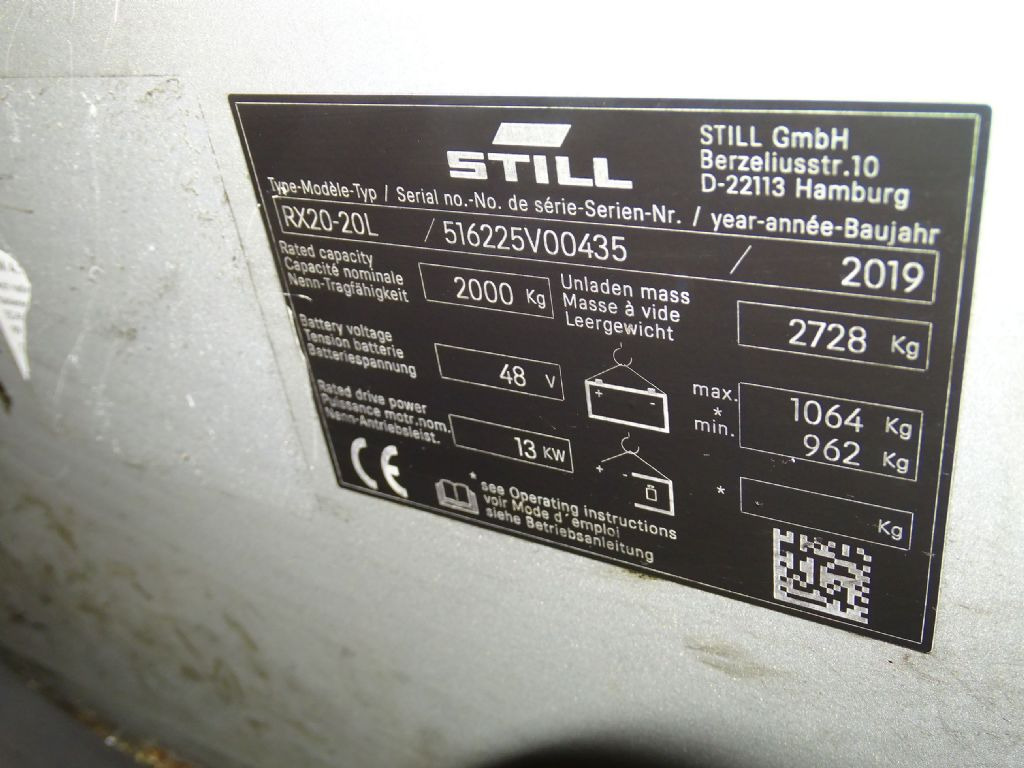 STILL
STILL GmbH
Berzeliusstr.10
D-22113 Hamburg
Type-Modèle-Typ / Serial no.-No. de série-Serien-Nr. / year-année-Baujahr
RX20-20L / 516225V00435 / 2019
Rated capacity
Capacité nominale
Nenn-Tragfähigkeit
2000 Kg
Unladen mass
Masse à vide
Leergewicht
2728 Kg
Battery voltage
Tension batterie
Batteriespannung
48 V
+ -
max.
*
min.
1064 Kg
962 Kg
Rated drive power
Puissance motr.nom.
Nenn-Antriebsleist.
13 KW
+ -
* Kg
CE
* see Operating instructions
voir Mode d'emploi
siehe Betriebsanleitung